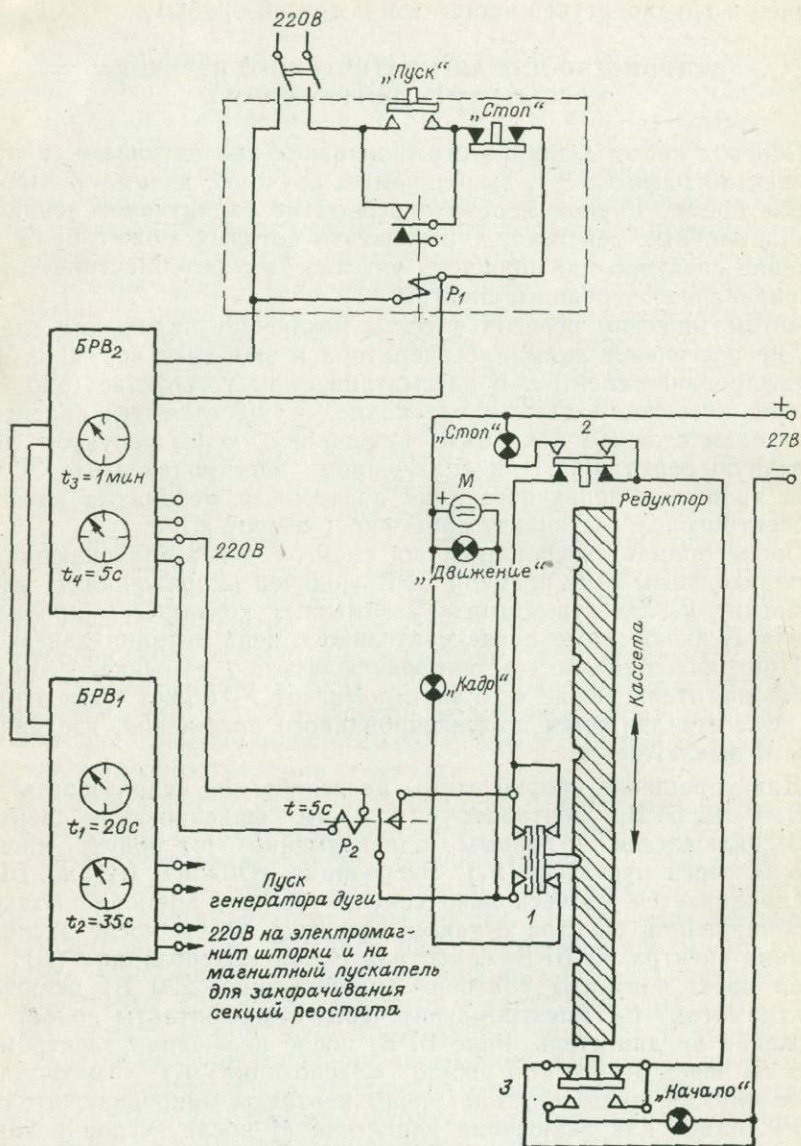 220В
„Пуск“
„Стоп“
P₁
БРВ₂
t₃=1мин
t₄=5с
220В
+
27В
−
„Стоп“
2
M
+
−
Редуктор
„Движение“
„Кадр“
Кассета
БРВ₁
t₁=20с
t₂=35с
t=5с
P₂
1
Пуск
генератора дуги
220В на электромаг-
нит шторки и на
магнитный пускатель
для закорачивания
секций реостата
3
„Начало“